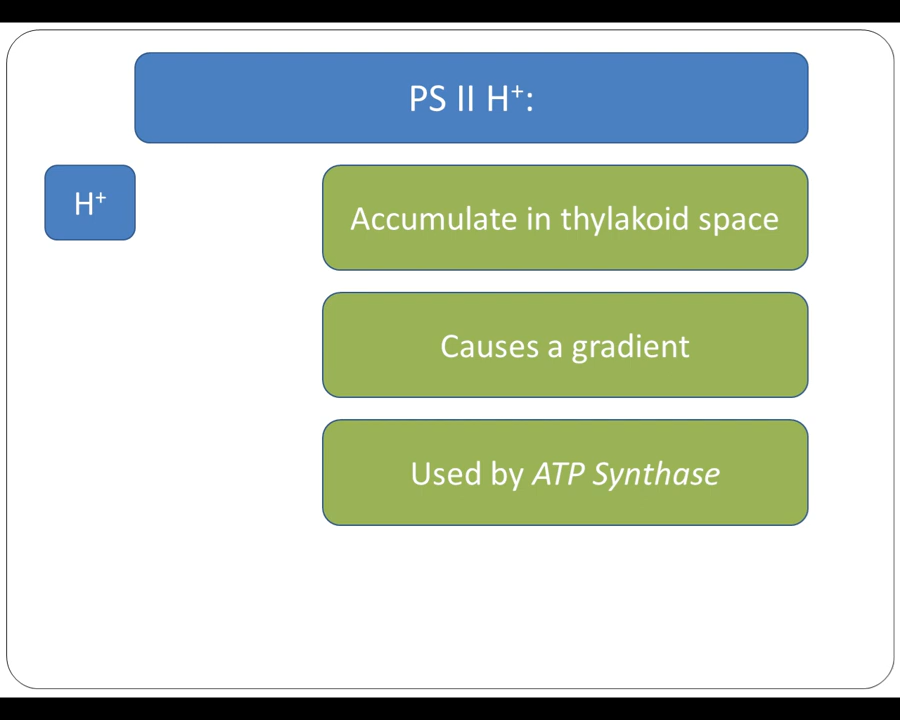 PS II H⁺:
H⁺
Accumulate in thylakoid space
Causes a gradient
Used by ATP Synthase